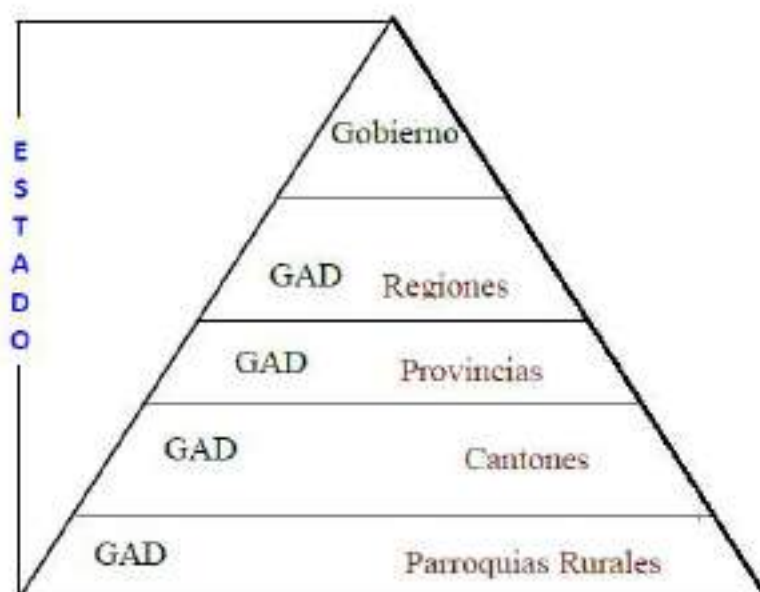 ESTADO
Gobierno
GAD Regiones
GAD Provincias
GAD Cantones
GAD Parroquias Rurales